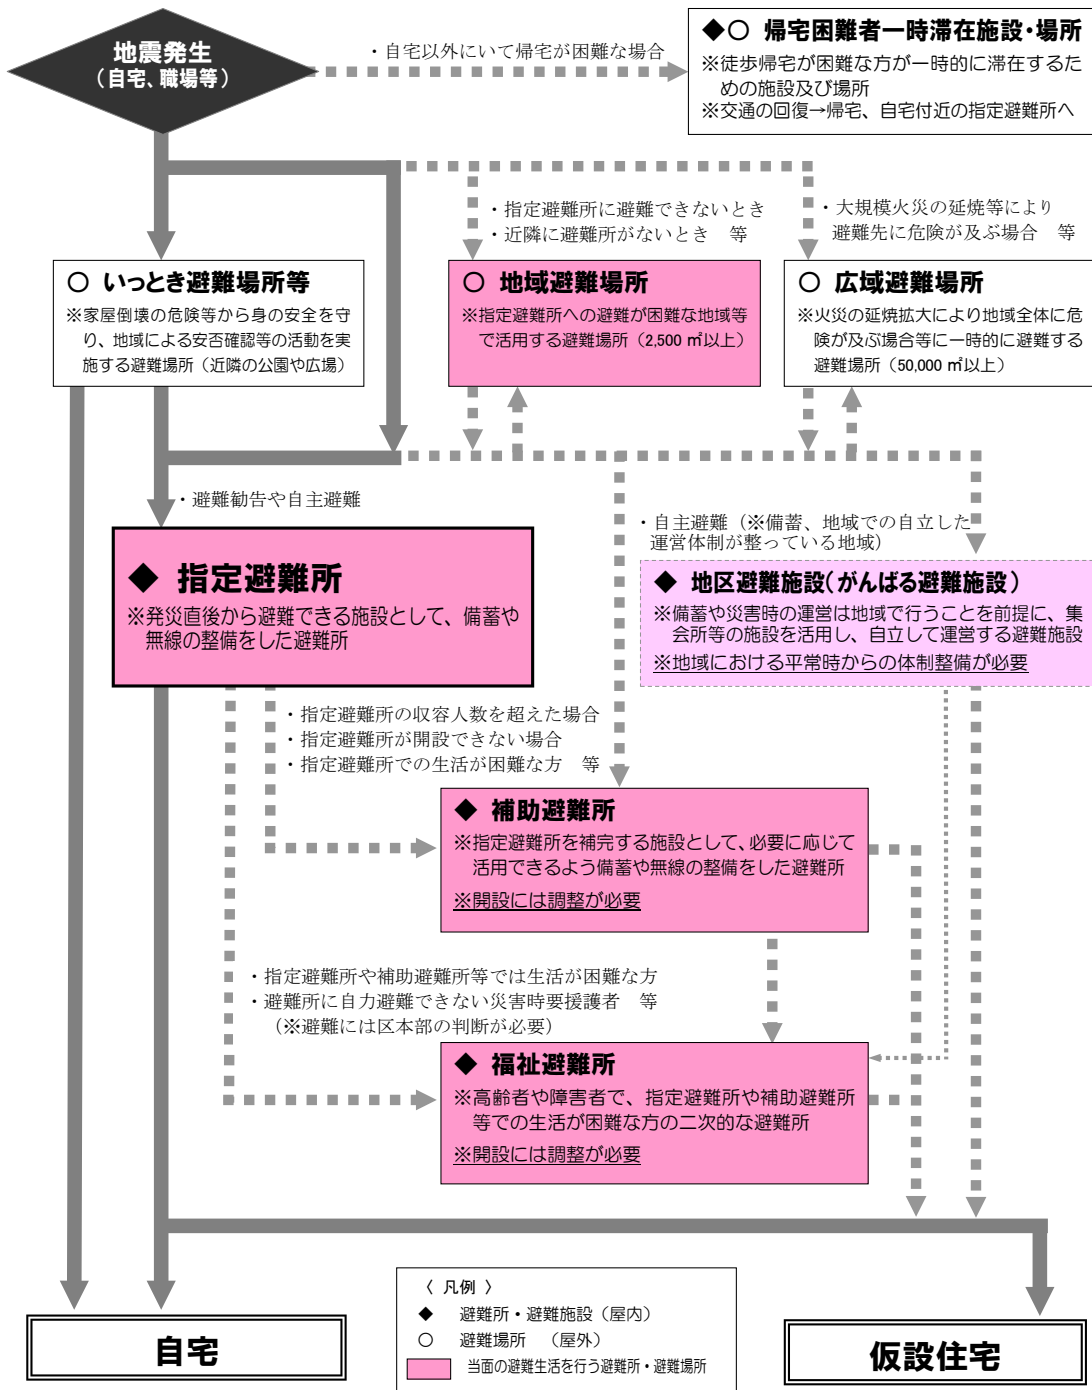 地震発生
(自宅、職場等)
・自宅以外にいて帰宅が困難な場合
◆○ 帰宅困難者一時滞在施設・場所
※徒歩帰宅が困難な方が一時的に滞在するた
めの施設及び場所
※交通の回復→帰宅、自宅付近の指定避難所へ
・指定避難所に避難できないとき
・近隣に避難所がないとき 等
・大規模火災の延焼等により
避難先に危険が及ぶ場合 等
○ いっとき避難場所等
※家屋倒壊の危険等から身の安全を守
り、地域による安否確認等の活動を実
施する避難場所(近隣の公園や広場)
○ 地域避難場所
※指定避難所への避難が困難な地域等
で活用する避難場所(2,500 ㎡以上)
○ 広域避難場所
※火災の延焼拡大により地域全体に危
険が及ぶ場合等に一時的に避難する
避難場所(50,000 ㎡以上)
・避難勧告や自主避難
・自主避難(※備蓄、地域での自立した
運営体制が整っている地域)
◆ 指定避難所
※発災直後から避難できる施設として、備蓄や
無線の整備をした避難所
◆ 地区避難施設(がんばる避難施設)
※備蓄や災害時の運営は地域で行うことを前提に、集
会所等の施設を活用し、自立して運営する避難施設
※地域における平常時からの体制整備が必要
・指定避難所の収容人数を超えた場合
・指定避難所が開設できない場合
・指定避難所での生活が困難な方 等
◆ 補助避難所
※指定避難所を補完する施設として、必要に応じて
活用できるよう備蓄や無線の整備をした避難所
※開設には調整が必要
・指定避難所や補助避難所等では生活が困難な方
・避難所に自力避難できない災害時要援護者 等
(※避難には区本部の判断が必要)
◆ 福祉避難所
※高齢者や障害者で、指定避難所や補助避難所
等での生活が困難な方の二次的な避難所
※開設には調整が必要
自宅
〈 凡例 〉
◆ 避難所・避難施設(屋内)
○ 避難場所 (屋外)
当面の避難生活を行う避難所・避難場所
仮設住宅